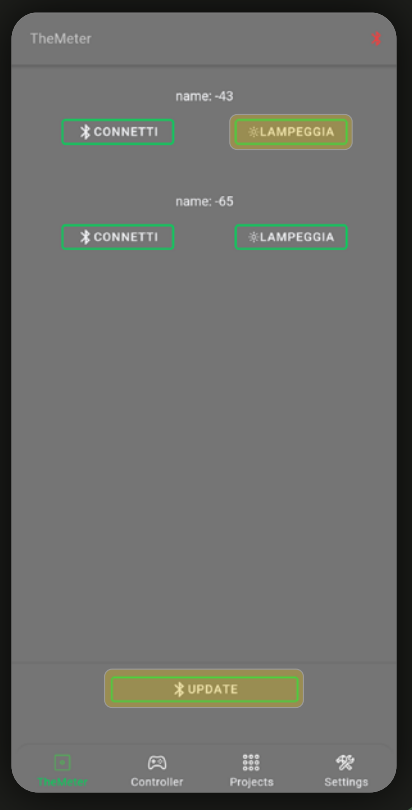 TheMeter
name: -43
CONNETTI
LAMPEGGIA
name: -65
CONNETTI
LAMPEGGIA
UPDATE
TheMeter
Controller
Projects
Settings